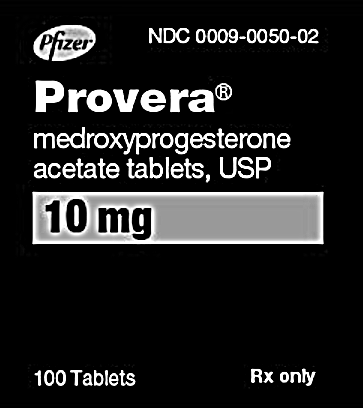 Pfizer
NDC 0009-0050-02
Provera®
medroxyprogesterone
acetate tablets, USP
10 mg
100 Tablets
Rx only